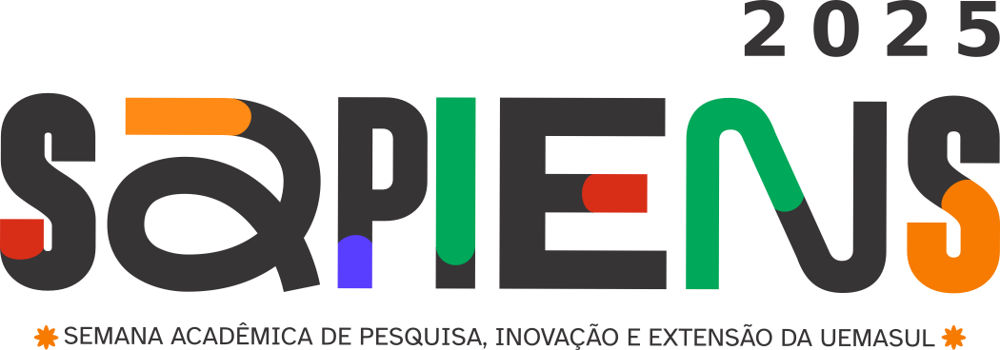 2025
SAPIENS
SEMANA ACADÊMICA DE PESQUISA, INOVAÇÃO E EXTENSÃO DA UEMASUL